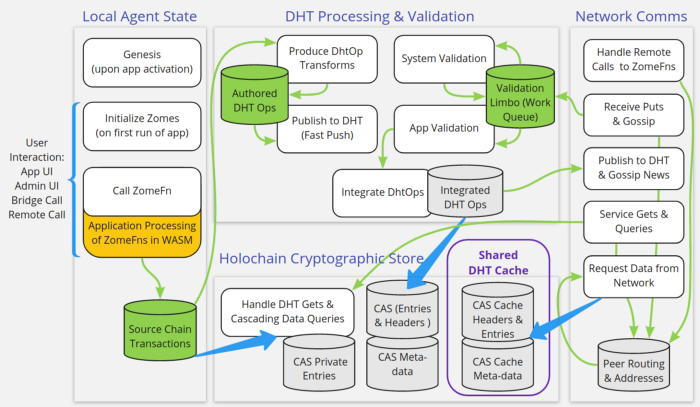 Local Agent State
DHT Processing & Validation
Network Comms
Genesis
(upon app activation)
Initialize Zomes
(on first run of app)
User
Interaction:
App UI
Admin UI
Bridge Call
Remote Call
Call ZomeFn
Application Processing
of ZomeFns in WASM
Source Chain
Transactions
Produce DhtOp
Transforms
Authored
DHT Ops
Publish to DHT
(Fast Push)
System Validation
Validation
Limbo (Work
Queue)
App Validation
Integrate DhtOps
Integrated
DHT Ops
Handle Remote
Calls to ZomeFns
Receive Puts
& Gossip
Publish to DHT
& Gossip News
Service Gets &
Queries
Request Data from
Network
Peer Routing
& Addresses
Holochain Cryptographic Store
Handle DHT Gets &
Cascading Data Queries
CAS Private
Entries
CAS (Entries
& Headers )
CAS Meta-
data
Shared
DHT Cache
CAS Cache
Headers &
Entries
CAS Cache
Meta-data